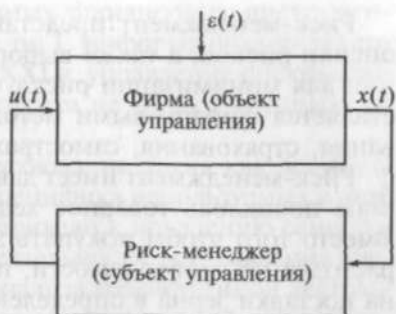 ε(t)
u(t)
Фирма (объект
управления)
x(t)
Риск-менеджер
(субъект управления)